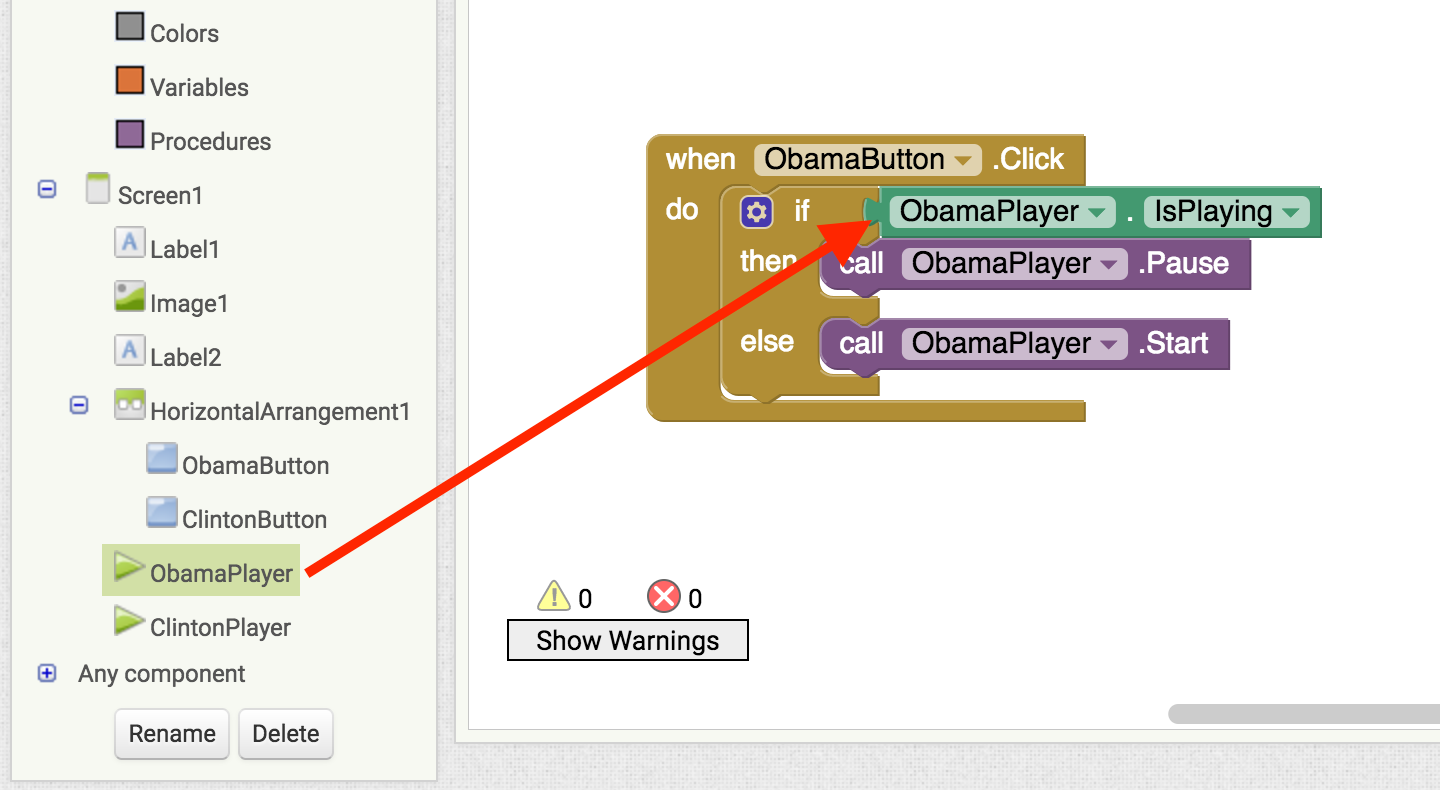 Colors
Variables
Procedures
Screen1
Label1
Image1
Label2
HorizontalArrangement1
ObamaButton
ClintonButton
ObamaPlayer
ClintonPlayer
Any component
Rename Delete
when ObamaButton .Click
do if ObamaPlayer . IsPlaying
then call ObamaPlayer .Pause
else call ObamaPlayer .Start
0 0
Show Warnings